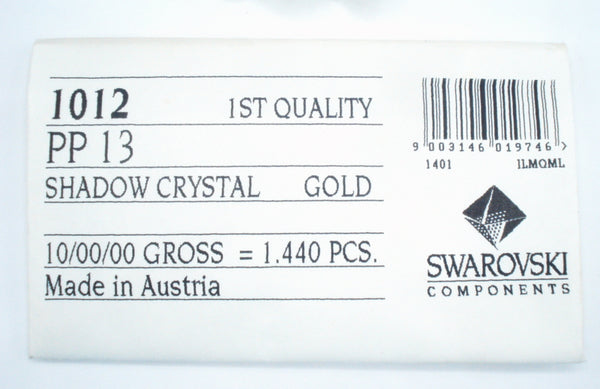 1012 1ST QUALITY
PP 13
SHADOW CRYSTAL GOLD
10/00/00 GROSS = 1.440 PCS.
Made in Austria
9 003146 019746 >
1401 ILMQML
SWAROVSKI
COMPONENTS